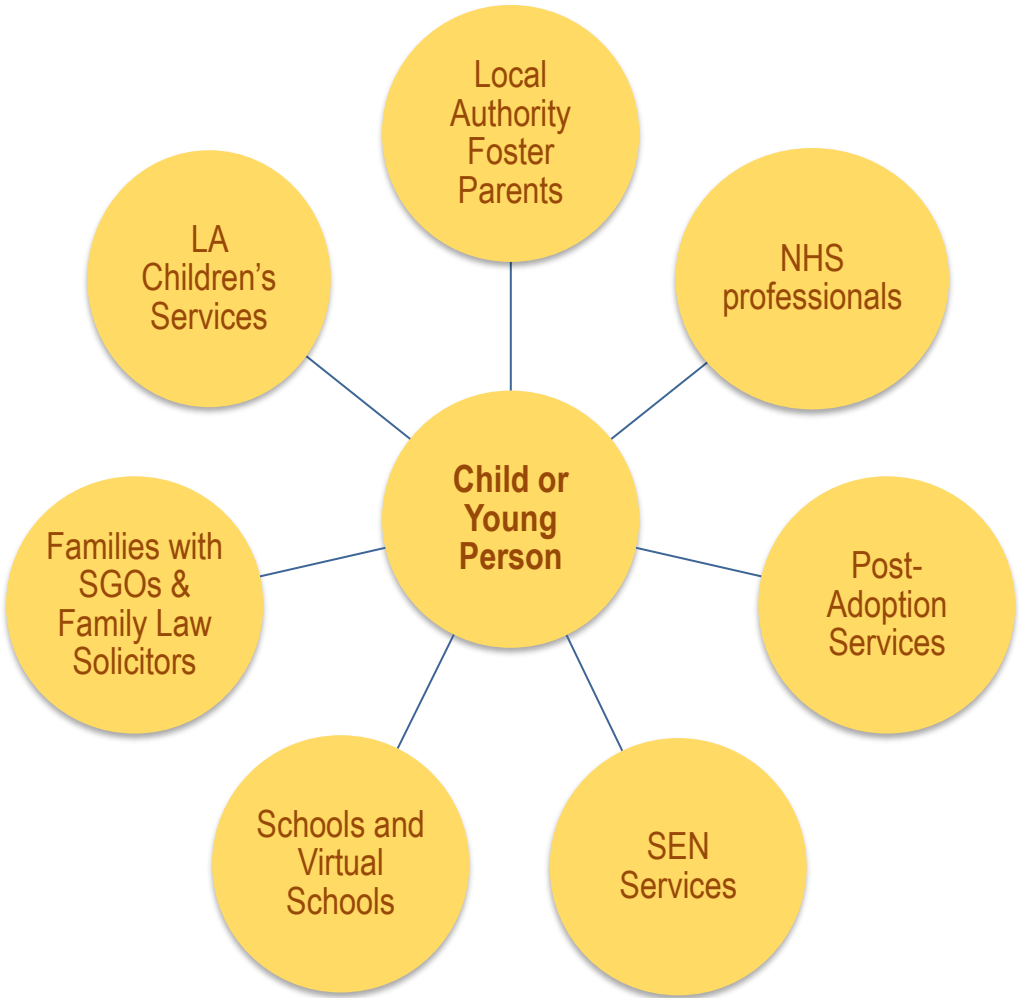 Local
Authority
Foster
Parents
LA
Children’s
Services
NHS
professionals
Child or
Young
Person
Families with
SGOs &
Family Law
Solicitors
Post-
Adoption
Services
Schools and
Virtual
Schools
SEN
Services